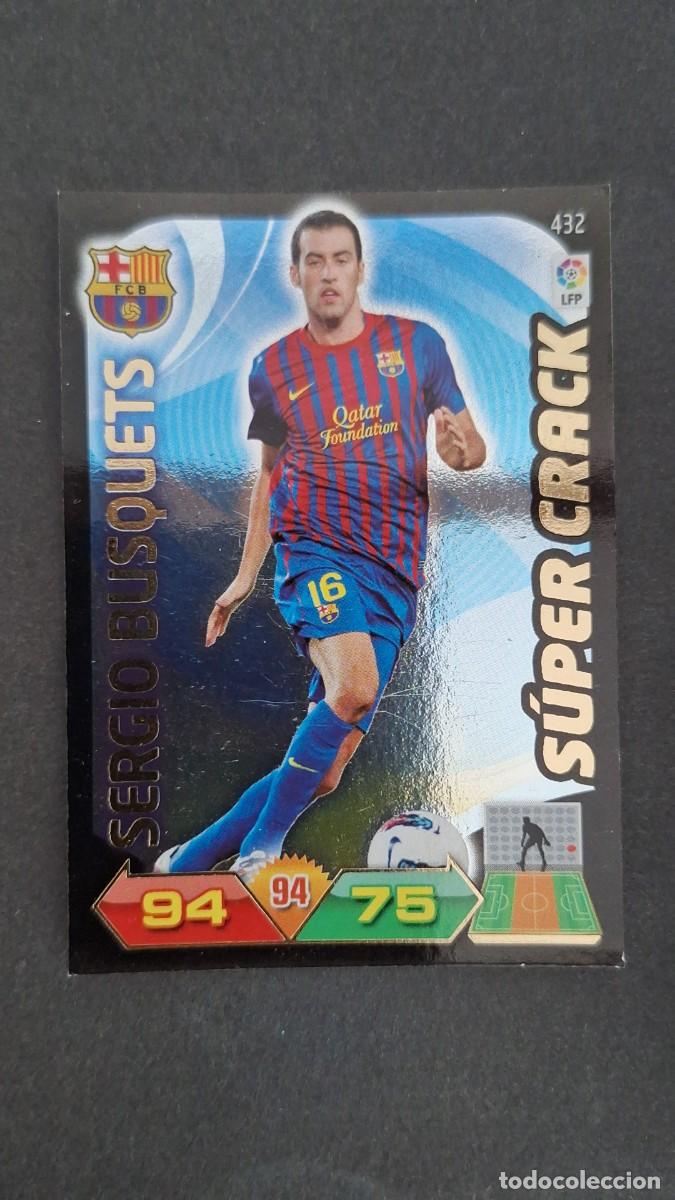 432
FCB
LFP
SERGIO BUSQUETS
SÚPER CRACK
Qatar
Foundation
16
94
94
75
todocoleccion